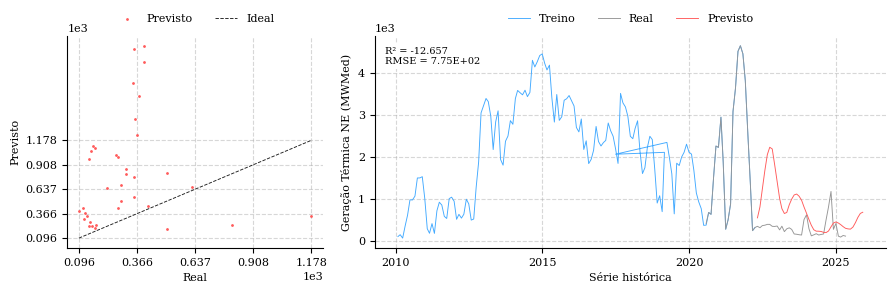 Previsto Ideal
1e3
1.178
0.908
0.637
0.366
0.096
Previsto
0.096 0.366 0.637 0.908 1.178
Real
1e3
Treino Real Previsto
1e3
R² = -12.657
RMSE = 7.75E+02
4
3
2
1
0
Geração Térmica NE (MWMed)
2010 2015 2020 2025
Série histórica